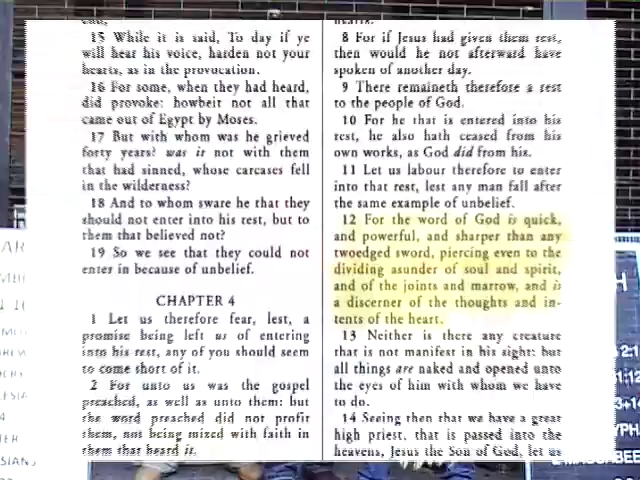 15 While it is said, To day if ye
will hear his voice, harden not your
hearts, as in the provocation.
16 For some, when they had heard,
did provoke: howbeit not all that
came out of Egypt by Moses.
17 But with whom was he grieved
forty years? was it not with them
that had sinned, whose carcases fell
in the wilderness?
18 And to whom sware he that they
should not enter into his rest, but to
them that believed not?
19 So we see that they could not
enter in because of unbelief.
CHAPTER 4
1 Let us therefore fear, lest, a
promise being left us of entering
into his rest, any of you should seem
to come short of it.
2 For unto us was the gospel
preached, as well as unto them: but
the word preached did not profit
them, not being mixed with faith in
them that heard it.
8 For if Jesus had given them rest,
then would he not afterward have
spoken of another day.
9 There remaineth therefore a rest
to the people of God.
10 For he that is entered into his
rest, he also hath ceased from his
own works, as God did from his.
11 Let us labour therefore to enter
into that rest, lest any man fall after
the same example of unbelief.
12 For the word of God is quick,
and powerful, and sharper than any
twoedged sword, piercing even to the
dividing asunder of soul and spirit,
and of the joints and marrow, and is
a discerner of the thoughts and in-
tents of the heart.
13 Neither is there any creature
that is not manifest in his sight: but
all things are naked and opened unto
the eyes of him with whom we have
to do.
14 Seeing then that we have a great
high priest, that is passed into the
heavens, Jesus the Son of God, let us